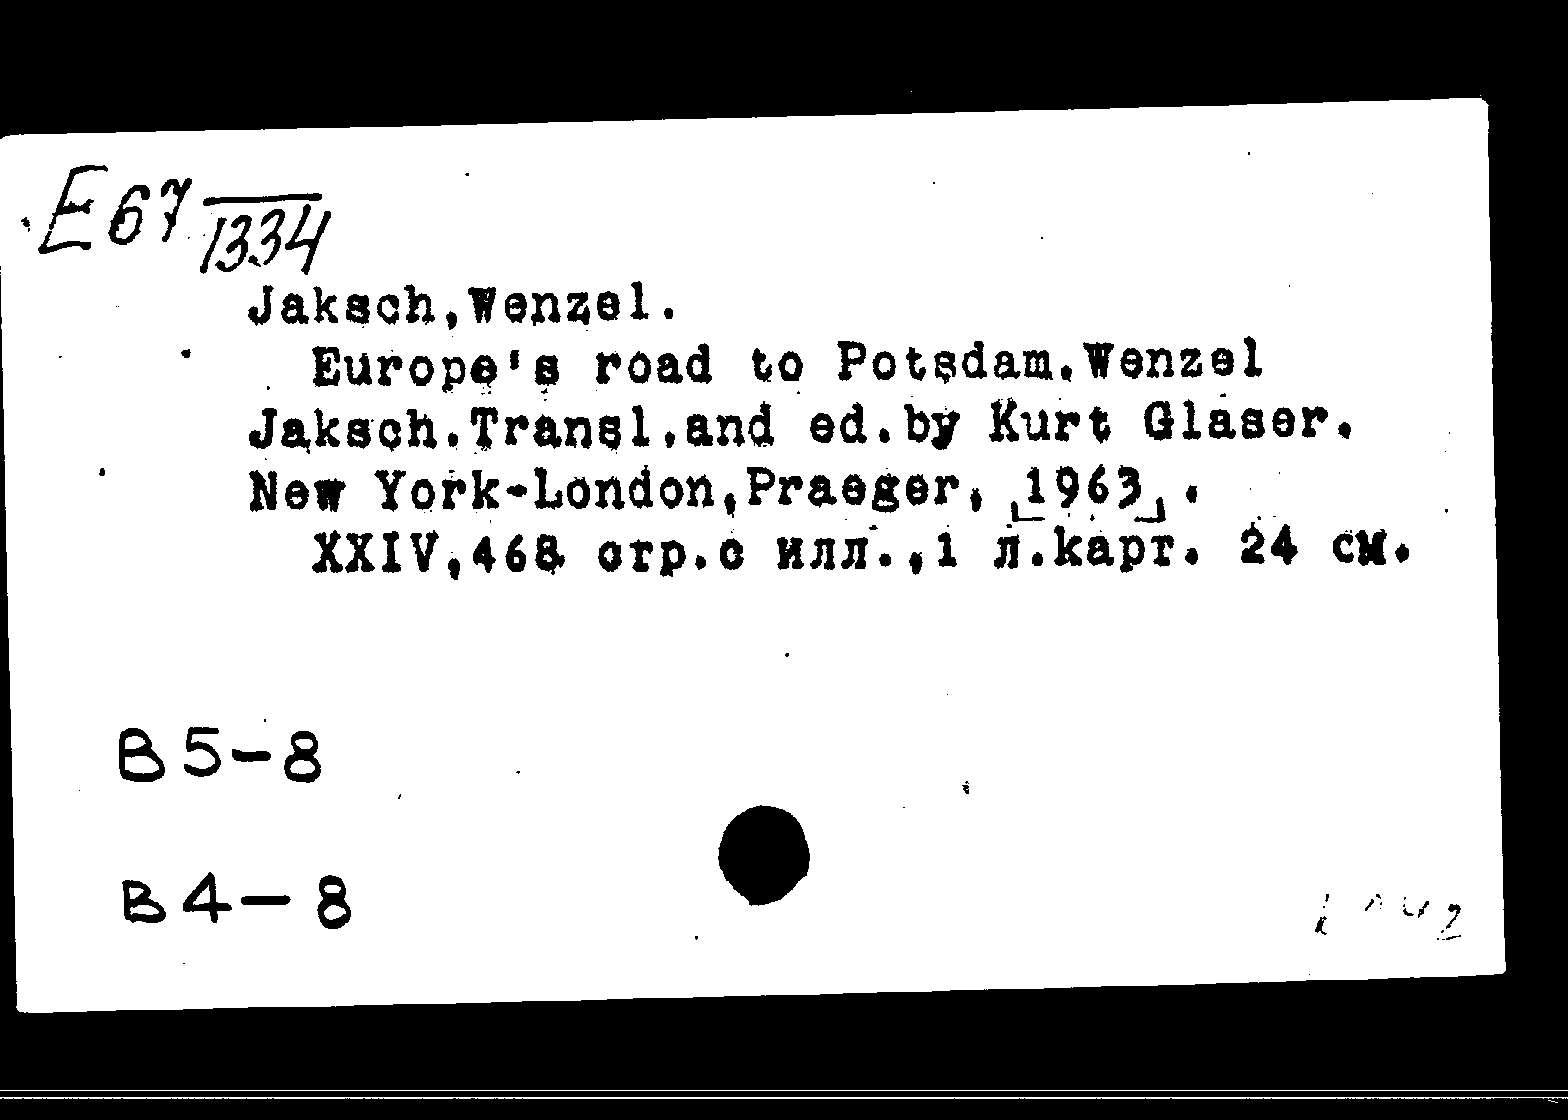 E67 1334
Jaksch,Wenzel.
Europe's road to Potsdam.Wenzel
Jaksch.Transl.and ed.by Kurt Glaser.
New York-London,Praeger, [1963].
XXIV,468 стр.с илл.,1 л.карт. 24 см.
B5-8
B4-8